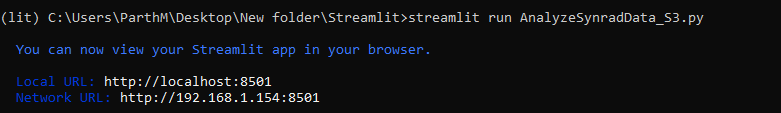 (lit) C:\Users\ParthM\Desktop\New folder\Streamlit>streamlit run AnalyzeSynradData_S3.py
You can now view your Streamlit app in your browser.
Local URL: http://localhost:8501
Network URL: http://192.168.1.154:8501